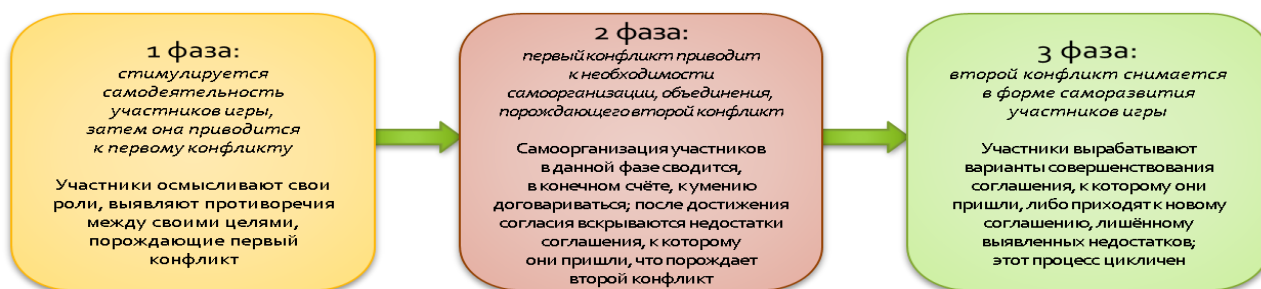 1 фаза:
стимулируется
самодеятельность
участников игры,
затем она приводится
к первому конфликту
Участники осмысливают свои
роли, выявляют противоречия
между своими целями,
порождающие первый
конфликт
2 фаза:
первый конфликт приводит
к необходимости
самоорганизации, объединения,
порождающего второй конфликт
Самоорганизация участников
в данной фазе сводится,
в конечном счёте, к умению
договариваться; после достижения
согласия вскрываются недостатки
соглашения, к которому
они пришли, что порождает
второй конфликт
3 фаза:
второй конфликт снимается
в форме саморазвития
участников игры
Участники вырабатывают
варианты совершенствования
соглашения, к которому они
пришли, либо приходят к новому
соглашению, лишённому
выявленных недостатков;
этот процесс цикличен